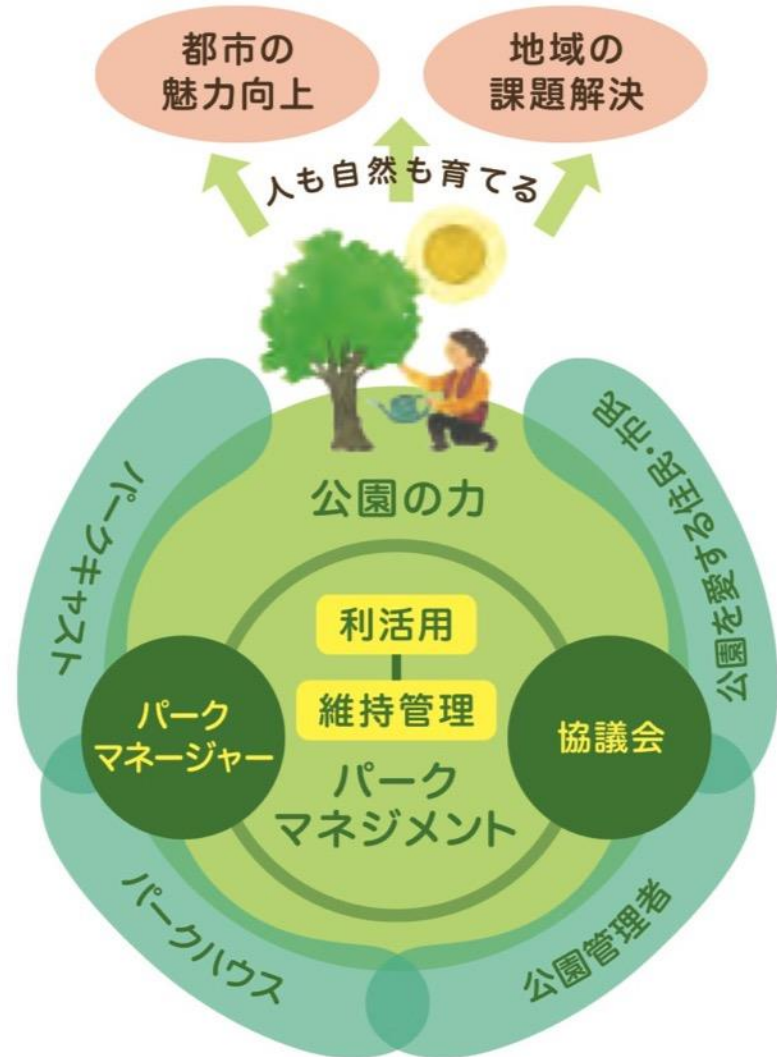 都市の
魅力向上
地域の
課題解決
人も自然も育てる
公園の力
パークキャスト
公園を愛する住民・市民
利活用
維持管理
パーク
マネージャー
協議会
パーク
マネジメント
パークハウス
公園管理者